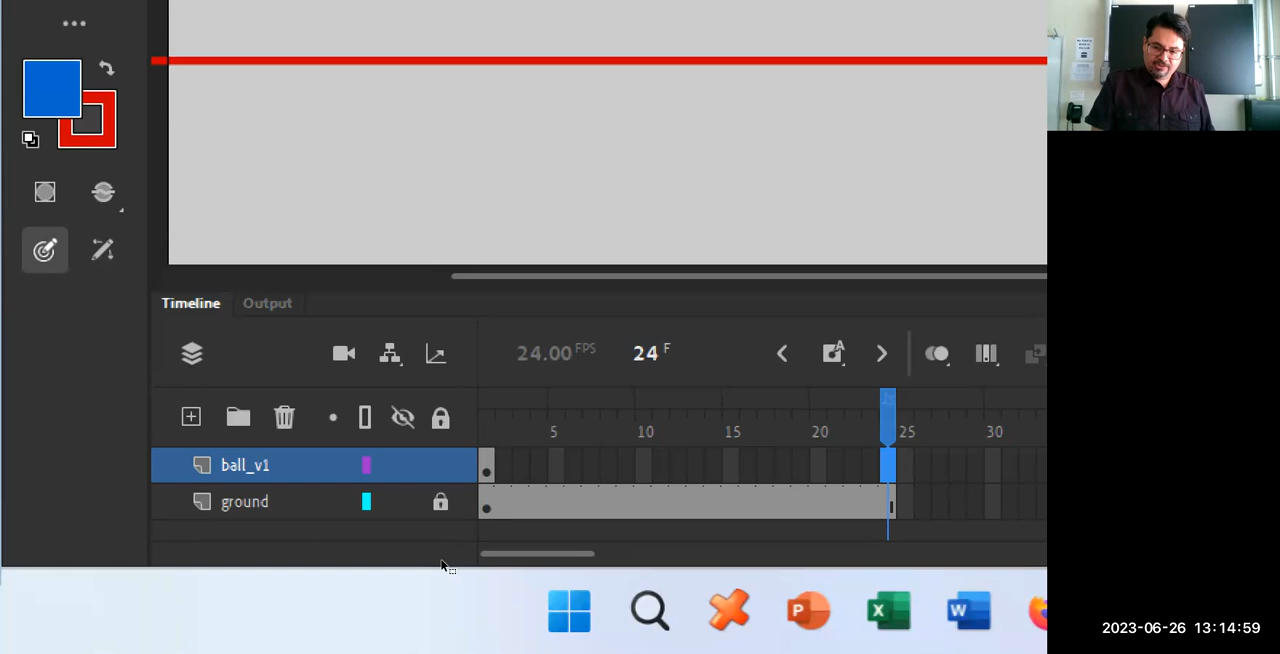 Timeline Output
24.00 FPS 24 F
5 10 15 20 25 30
ball_v1
ground
P X W
2023-06-26 13:14:59